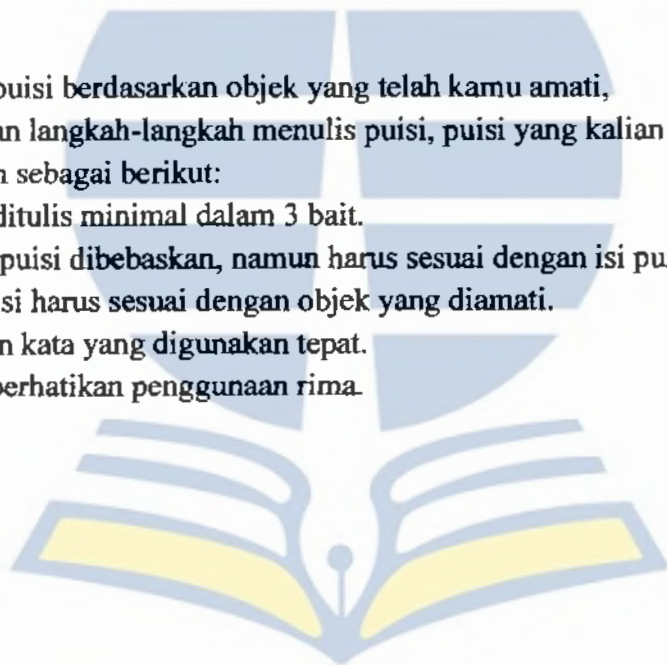 puisi berdasarkan objek yang telah kamu amati,
langkah-langkah menulis puisi, puisi yang kalian
sebagai berikut:
ditulis minimal dalam 3 bait.
puisi dibebaskan, namun harus sesuai dengan isi
si harus sesuai dengan objek yang diamati.
n kata yang digunakan tepat.
perhatikan penggunaan rima.